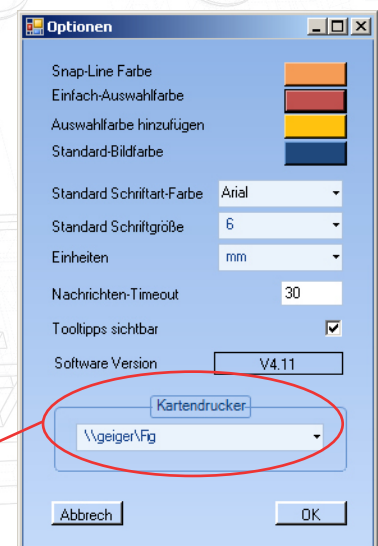 Optionen
Snap-Line Farbe
Einfach-Auswahlfarbe
Auswahlfarbe hinzufügen
Standard-Bildfarbe
Standard Schriftart-Farbe Arial
Standard Schriftgröße 6
Einheiten mm
Nachrichten-Timeout 30
Tooltipps sichtbar
Software Version V4.11
Kartendrucker
\\geiger\Fig
Abbrech OK